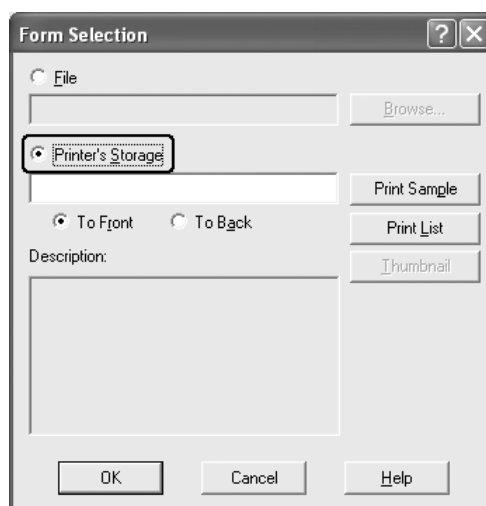 Form Selection
File
Browse...
Printer's Storage
Print Sample
To Front To Back
Print List
Description:
Thumbnail
OK Cancel Help